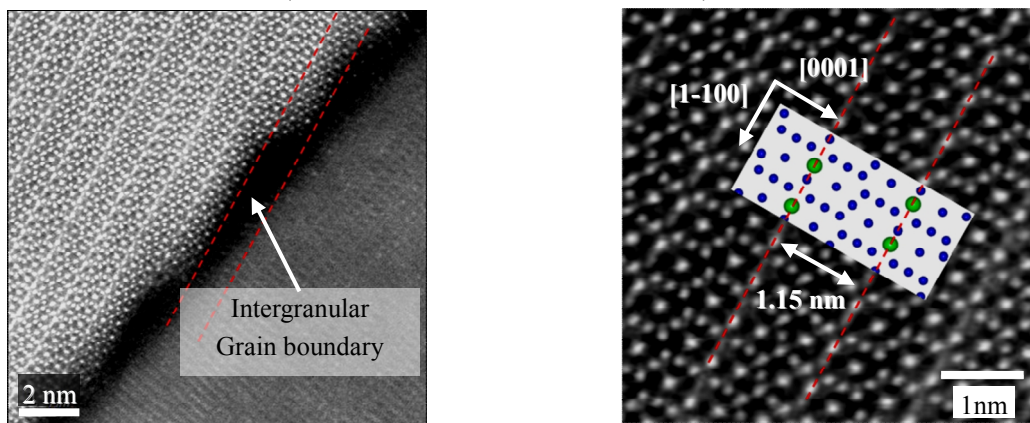 Intergranular
Grain boundary
2 nm
[0001]
[1-100]
1.15 nm
1nm